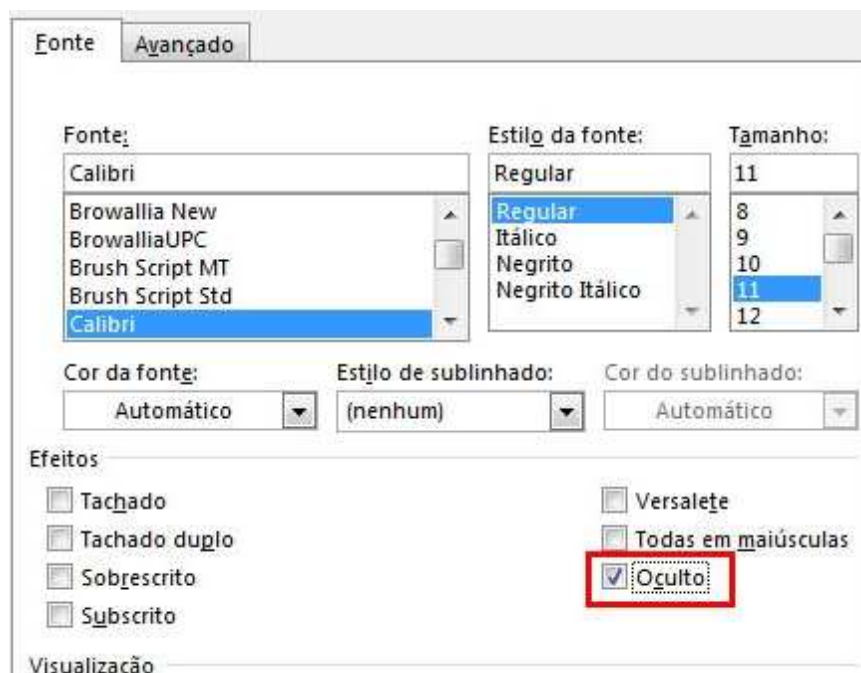 Fonte Avançado
Fonte: Estilo da fonte: Tamanho:
Calibri Regular 11
Browallia New Regular 8
BrowalliaUPC Itálico 9
Brush Script MT Negrito 10
Brush Script Std Negrito Itálico 11
Calibri 12
Cor da fonte: Estilo de sublinhado: Cor do sublinhado:
Automático (nenhum) Automático
Efeitos
Tachado Versalete
Tachado duplo Todas em maiúsculas
Sobrescrito Oculto
Subscrito
Visualização